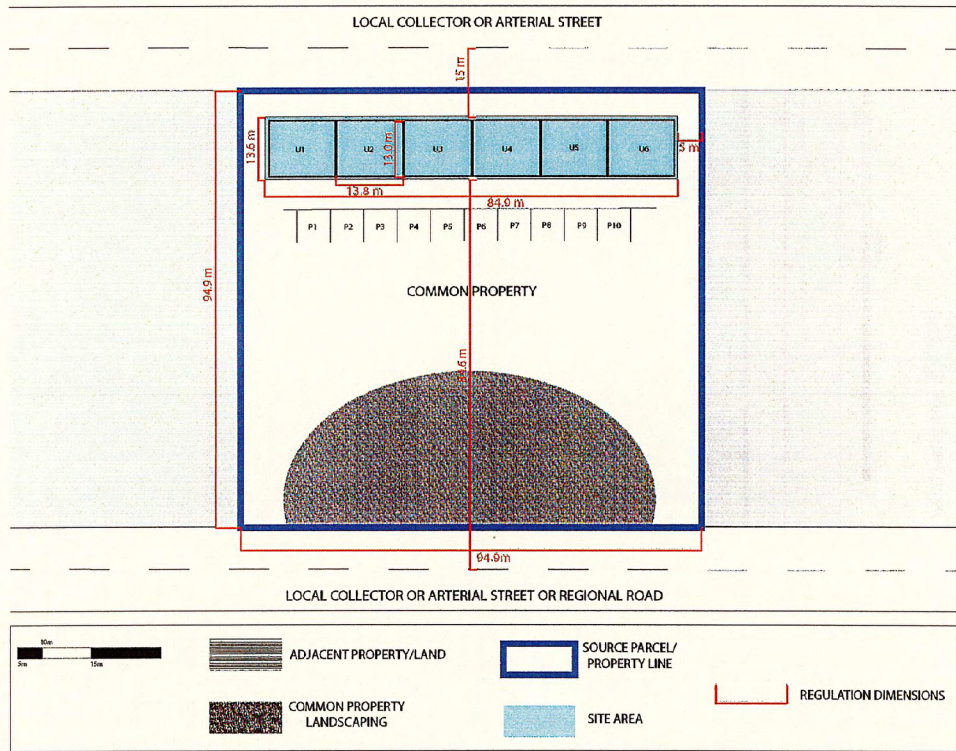 LOCAL COLLECTOR OR ARTERIAL STREET
15 m
13.6 m
U1
U2
13.0 m
U3
U4
U5
U6
5 m
13.8 m
84.9 m
P1 P2 P3 P4 P5 P6 P7 P8 P9 P10
94.9 m
COMMON PROPERTY
94.9m
LOCAL COLLECTOR OR ARTERIAL STREET OR REGIONAL ROAD
10m
5m
15m
ADJACENT PROPERTY/LAND
COMMON PROPERTY
LANDSCAPING
SOURCE PARCEL/
PROPERTY LINE
SITE AREA
REGULATION DIMENSIONS